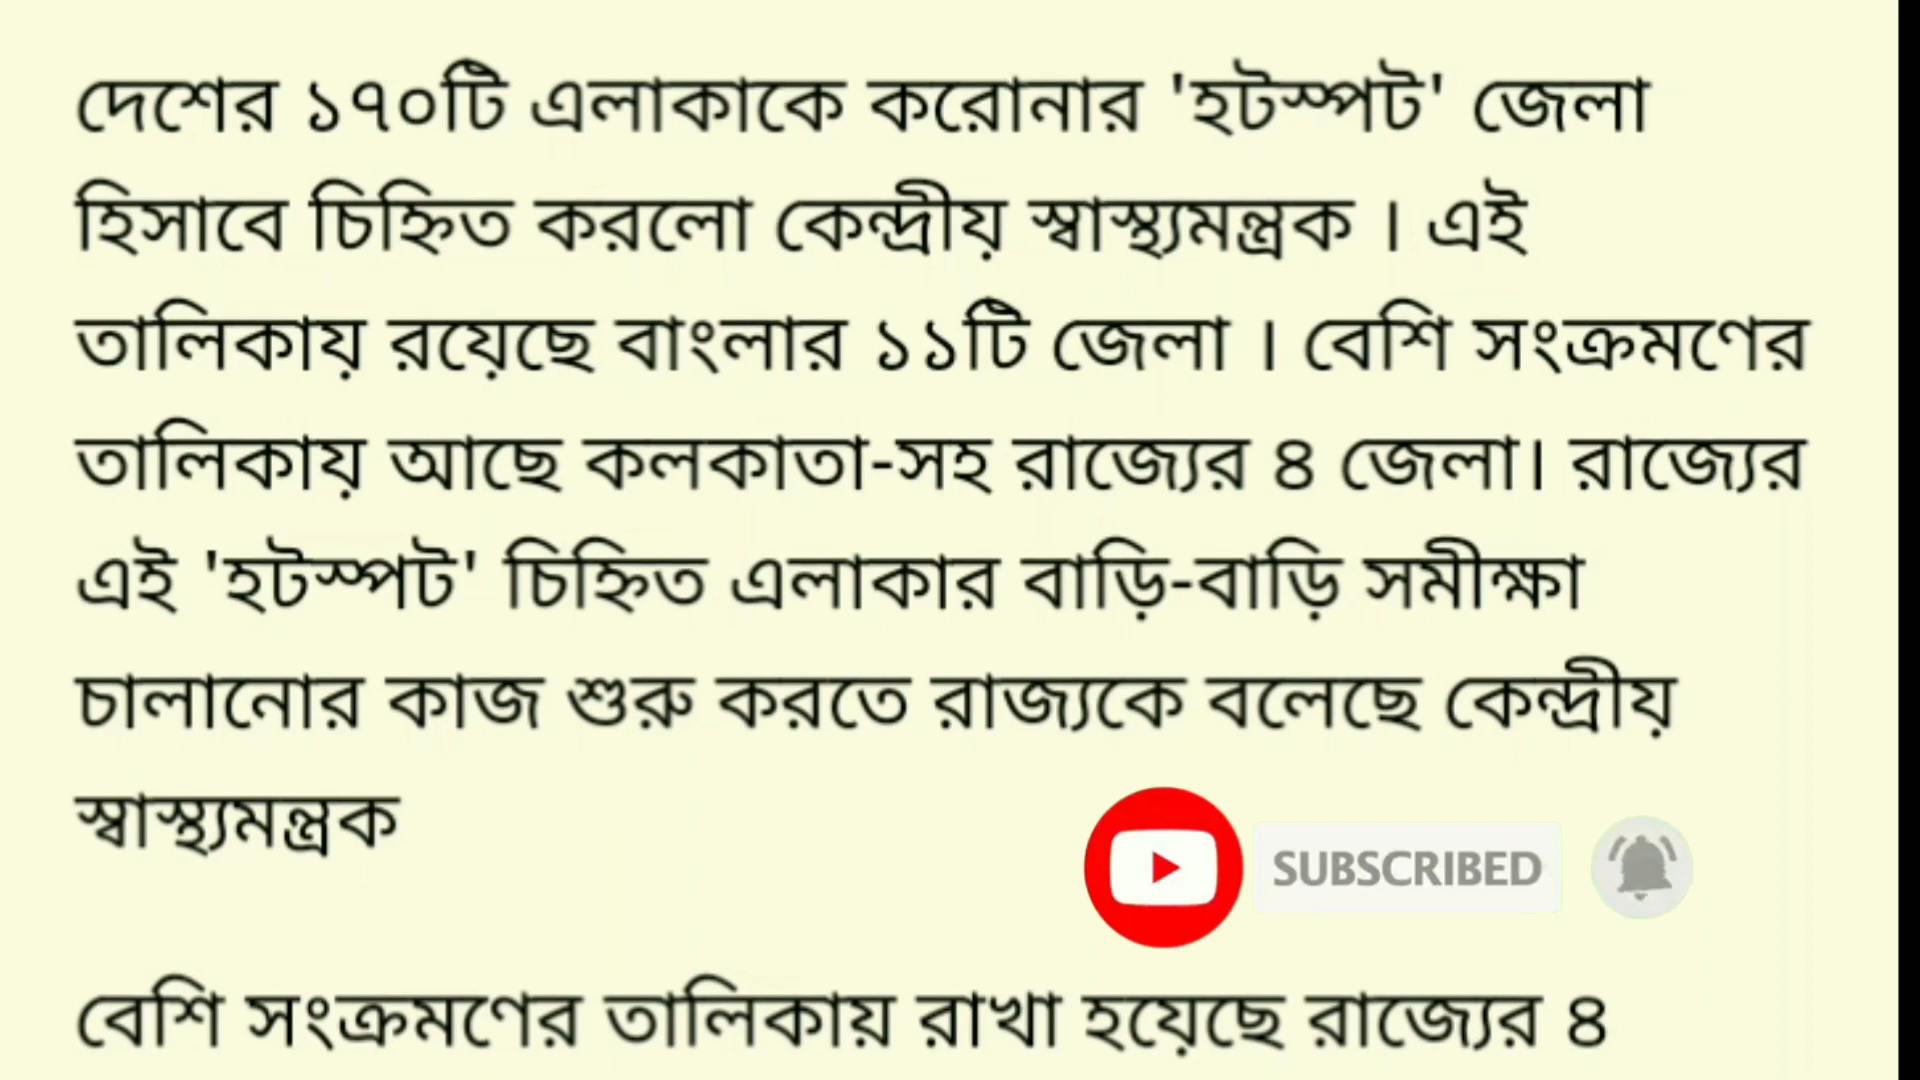 দেশের ১৭০টি এলাকাকে করোনার 'হটস্পট' জেলা
হিসাবে চিহ্নিত করলো কেন্দ্রীয় স্বাস্থ্যমন্ত্রক । এই
তালিকায় রয়েছে বাংলার ১১টি জেলা । বেশি সংক্রমণের
তালিকায় আছে কলকাতা-সহ রাজ্যের ৪ জেলা। রাজ্যের
এই 'হটস্পট' চিহ্নিত এলাকার বাড়ি-বাড়ি সমীক্ষা
চালানোর কাজ শুরু করতে রাজ্যকে বলেছে কেন্দ্রীয়
স্বাস্থ্যমন্ত্রক
SUBSCRIBED
বেশি সংক্রমণের তালিকায় রাখা হয়েছে রাজ্যের ৪